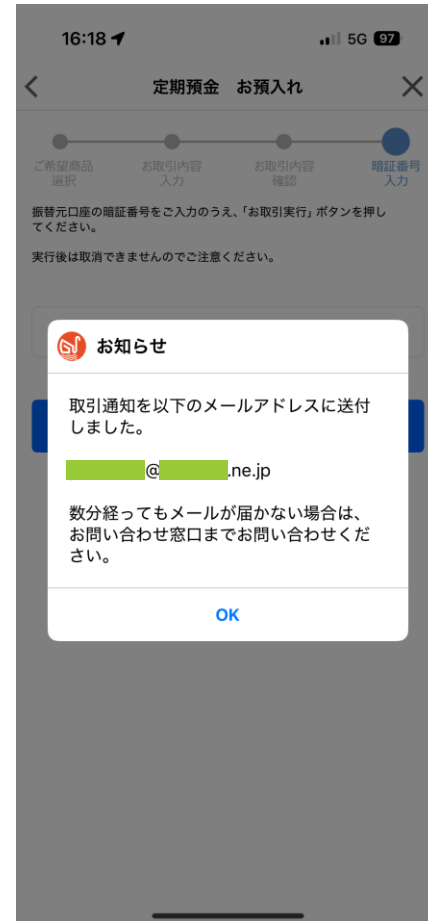 16:18
5G 97
定期預金 お預入れ
ご希望商品
選択
お取引内容
入力
お取引内容
確認
暗証番号
入力
振替元口座の暗証番号をご入力のうえ、「お取引実行」ボタンを押し
てください。
実行後は取消できませんのでご注意ください。
お知らせ
取引通知を以下のメールアドレスに送付
しました。
@ .ne.jp
数分経ってもメールが届かない場合は、
お問い合わせ窓口までお問い合わせくだ
さい。
OK